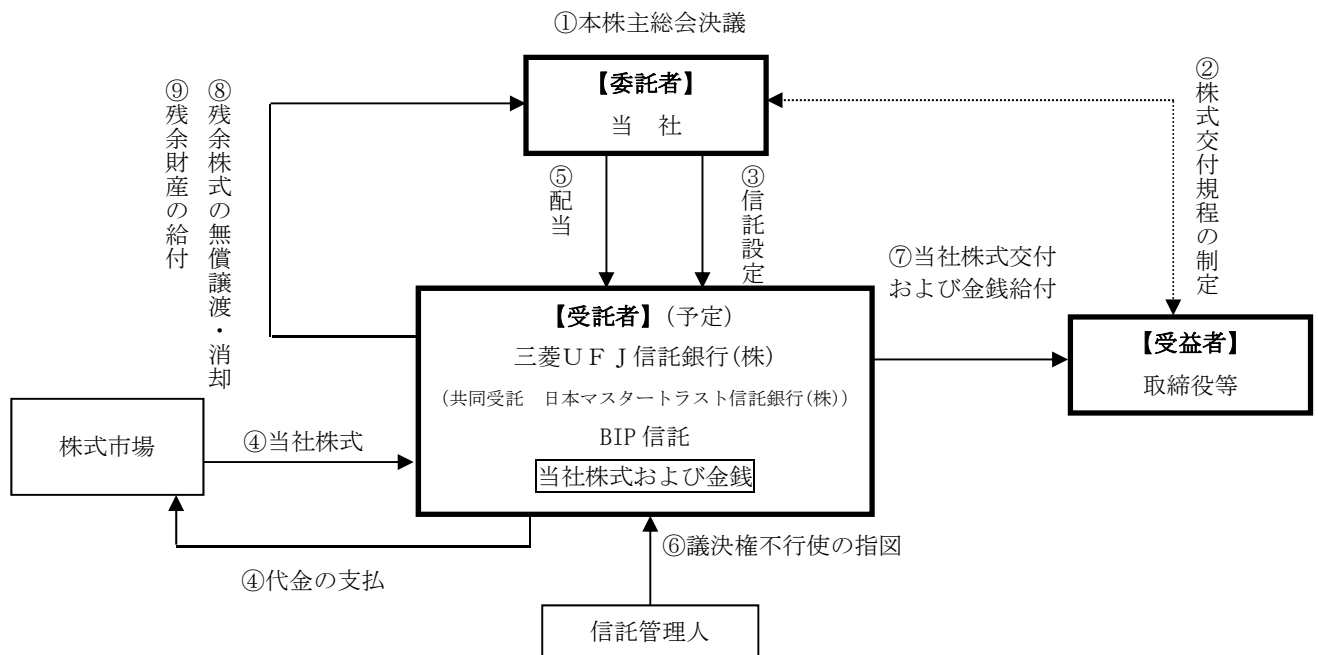 ①本株主総会決議
【委託者】
当　社
②株式交付規程の制定
⑨残余財産の給付
⑧残余株式の無償譲渡・消却
⑤配当
③信託設定
⑦当社株式交付
および金銭給付
【受託者】(予定)
三菱ＵＦＪ信託銀行(株)
(共同受託　日本マスタートラスト信託銀行(株))
BIP 信託
当社株式および金銭
【受益者】
取締役等
株式市場
④当社株式
④代金の支払
⑥議決権不行使の指図
信託管理人